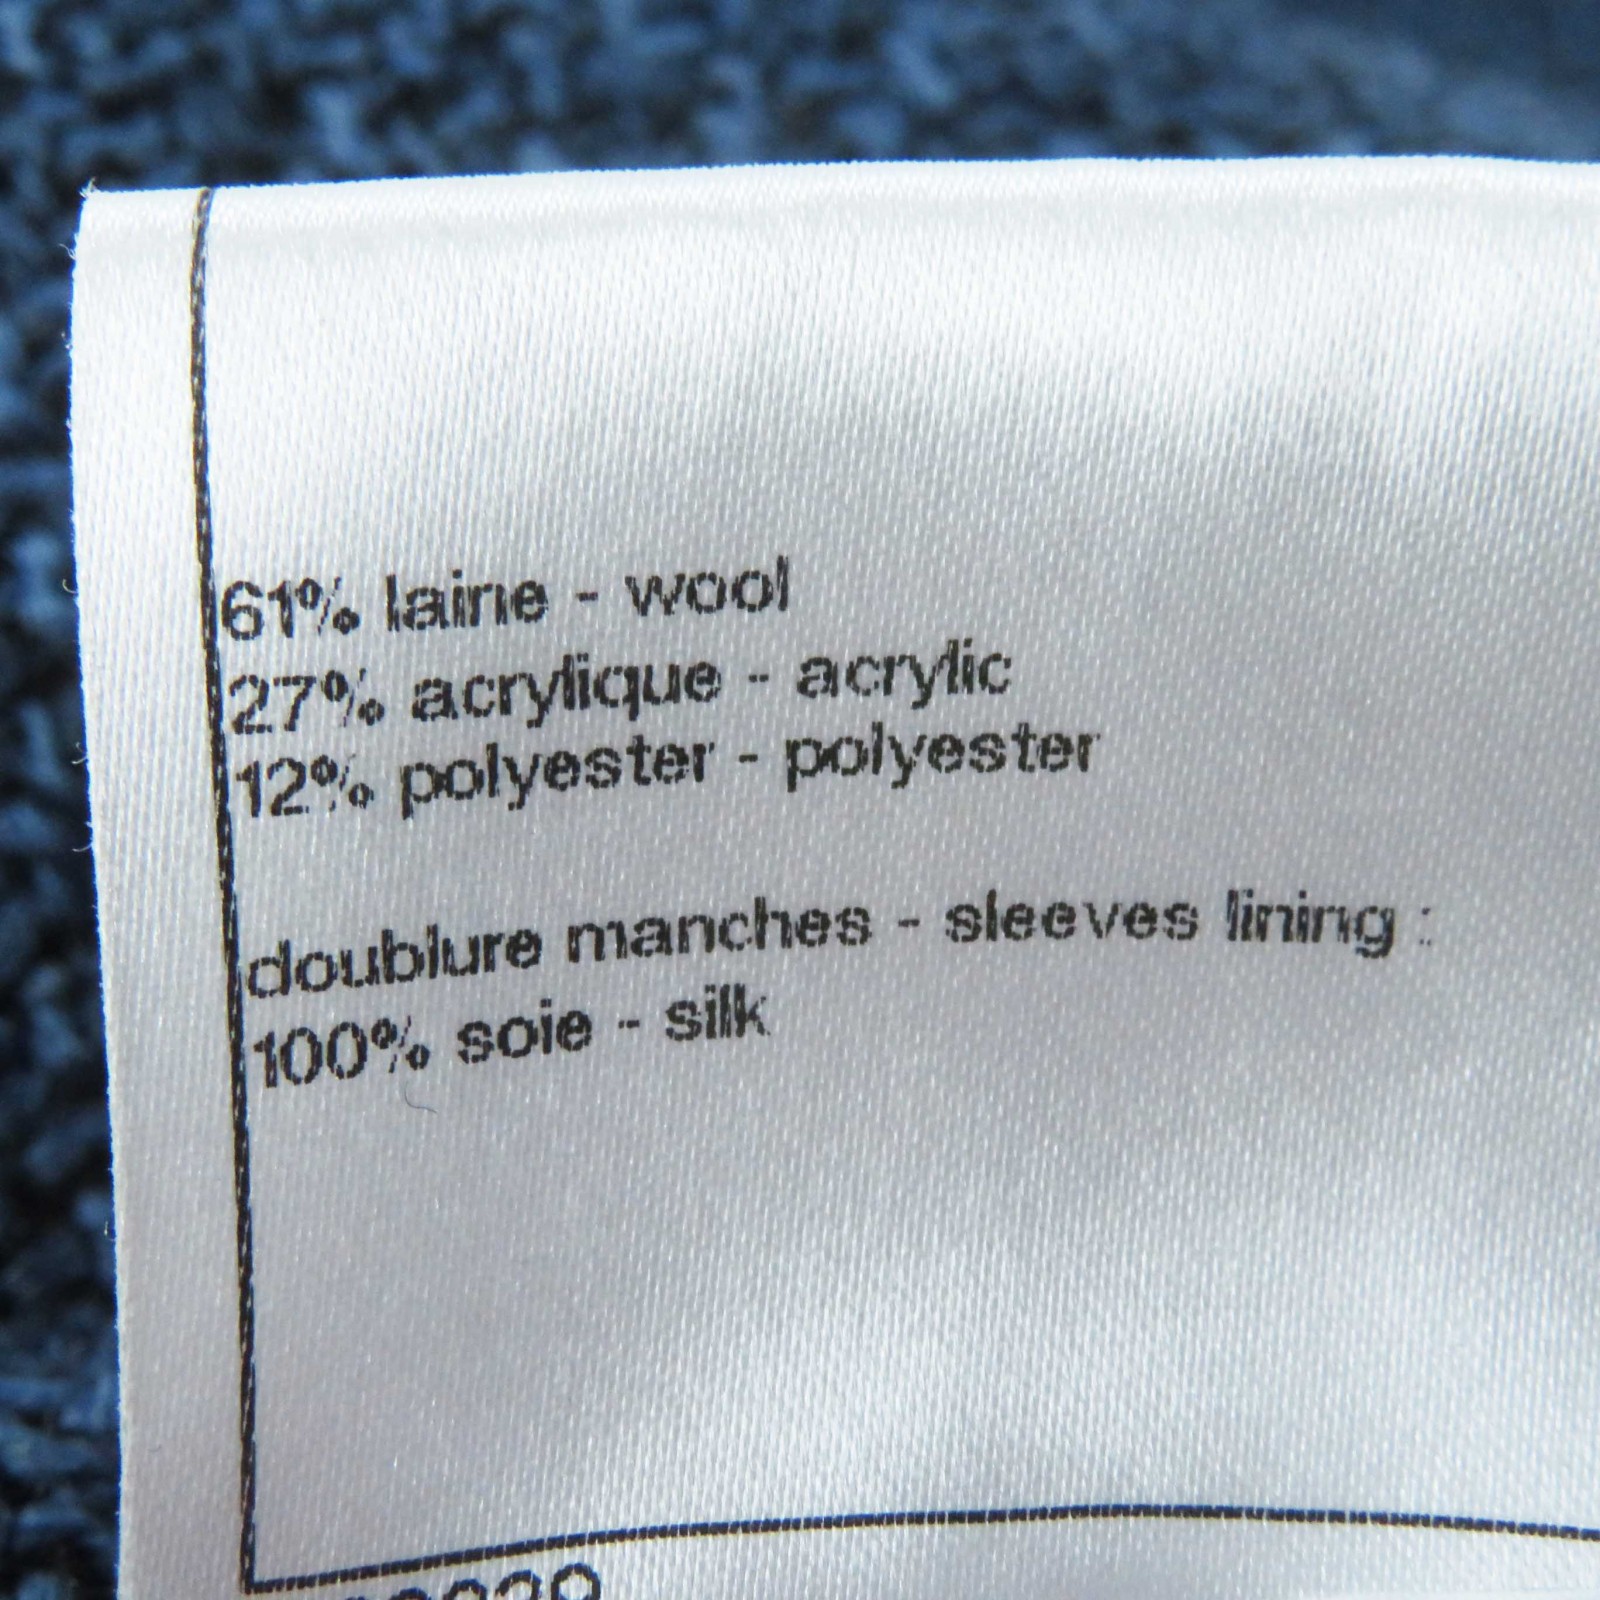 61% laine - wool
27% acrylique - acrylic
12% polyester - polyester
doublure manches - sleeves lining :
100% soie - silk